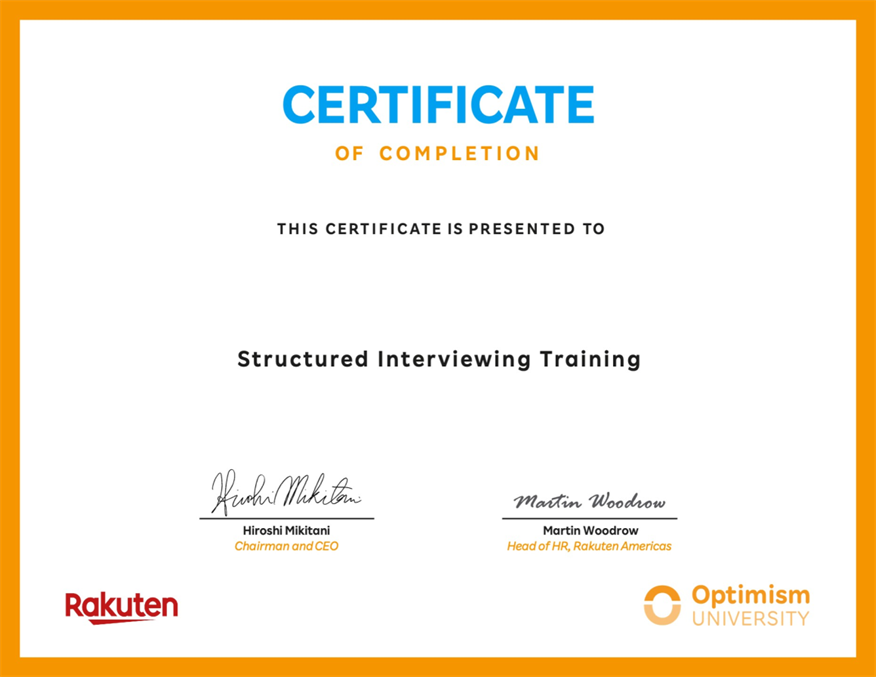 CERTIFICATE
OF COMPLETION
THIS CERTIFICATE IS PRESENTED TO
Structured Interviewing Training
Hiroshi Mikitani
Hiroshi Mikitani
Chairman and CEO
Martin Woodrow
Martin Woodrow
Head of HR, Rakuten Americas
Rakuten
Optimism
UNIVERSITY